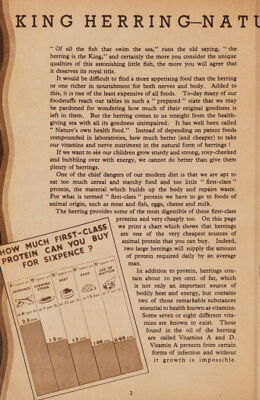 KING HERRING—NATU
" Of all the fish that swim the sea," runs the old saying, " the
herring is the King," and certainly the more you consider the unique
qualities of this astonishing little fish, the more you will agree that
it deserves its royal title.
It would be difficult to find a more appetising food than the herring
or one richer in nourishment for both nerves and body. Added to
this, it is one of the least expensive of all foods. To-day many of our
foodstuffs reach our tables in such a " prepared " state that we may
be pardoned for wondering how much of their original goodness is
left in them. But the herring comes to us straight from the health-
giving sea with all its goodness unimpaired. It has well been called
" Nature's own health food." Instead of depending on patent foods
compounded in laboratories, how much better (and cheaper) to take
our vitamins and nerve nutriment in the natural form of herrings !
If we want to see our children grow sturdy and strong, rosy-cheeked
and bubbling over with energy, we cannot do better than give them
plenty of herrings.
One of the chief dangers of our modern diet is that we are apt to
eat too much cereal and starchy food and too little " first-class "
protein, the material which builds up the body and repairs waste.
For what is termed " first-class " protein we have to go to foods of
animal origin, such as meat and fish, eggs, cheese and milk.
The herring provides some of the most digestible of these first-class
proteins and very cheaply too. On this page
we print a chart which shows that herrings
are one of the very cheapest sources of
animal protein that you can buy. Indeed,
two large herrings will supply the amount
of protein required daily by an average
man.
In addition to protein, herrings con-
tain about 20 per cent. of fat, which
is not only an important source of
bodily heat and energy, but contains
two of those remarkable substances
essential to health known as vitamins.
Some seven or eight different vita-
mins are known to exist. Those
found in the oil of the herring
are called Vitamins A and D.
Vitamin A protects from certain
forms of infection and without
it growth is impossible.
HOW MUCH FIRST-CLASS
PROTEIN CAN YOU BUY
FOR SIXPENCE ?
HERRINGS
EGGS
2